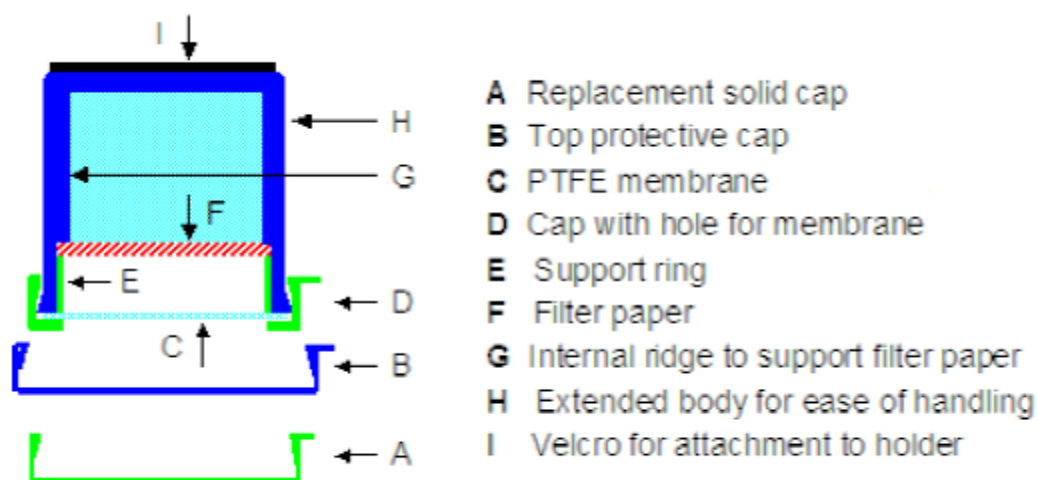 I
H
G
F
E
D
C
B
A
A Replacement solid cap
B Top protective cap
C PTFE membrane
D Cap with hole for membrane
E Support ring
F Filter paper
G Internal ridge to support filter paper
H Extended body for ease of handling
I Velcro for attachment to holder